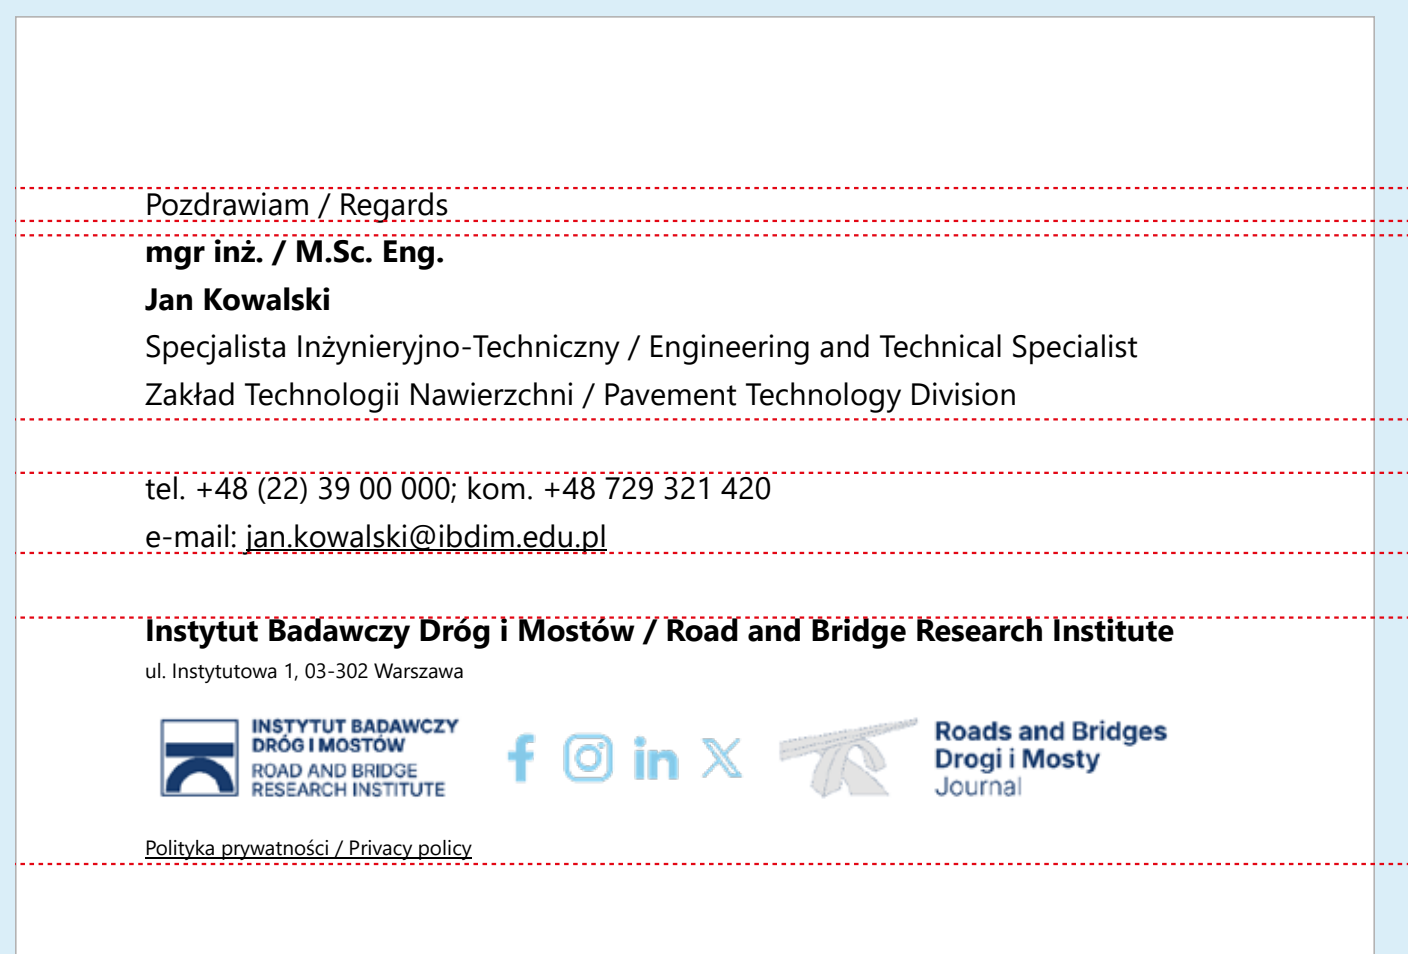 Pozdrawiam / Regards
mgr inż. / M.Sc. Eng.
Jan Kowalski
Specjalista Inżynieryjno-Techniczny / Engineering and Technical Specialist
Zakład Technologii Nawierzchni / Pavement Technology Division
tel. +48 (22) 39 00 000; kom. +48 729 321 420
e-mail: jan.kowalski@ibdim.edu.pl
Instytut Badawczy Dróg i Mostów / Road and Bridge Research Institute
ul. Instytutowa 1, 03-302 Warszawa
INSTYTUT BADAWCZY
DRÓG I MOSTÓW
ROAD AND BRIDGE
RESEARCH INSTITUTE
f in X
Roads and Bridges
Drogi i Mosty
Journal
Polityka prywatności / Privacy policy